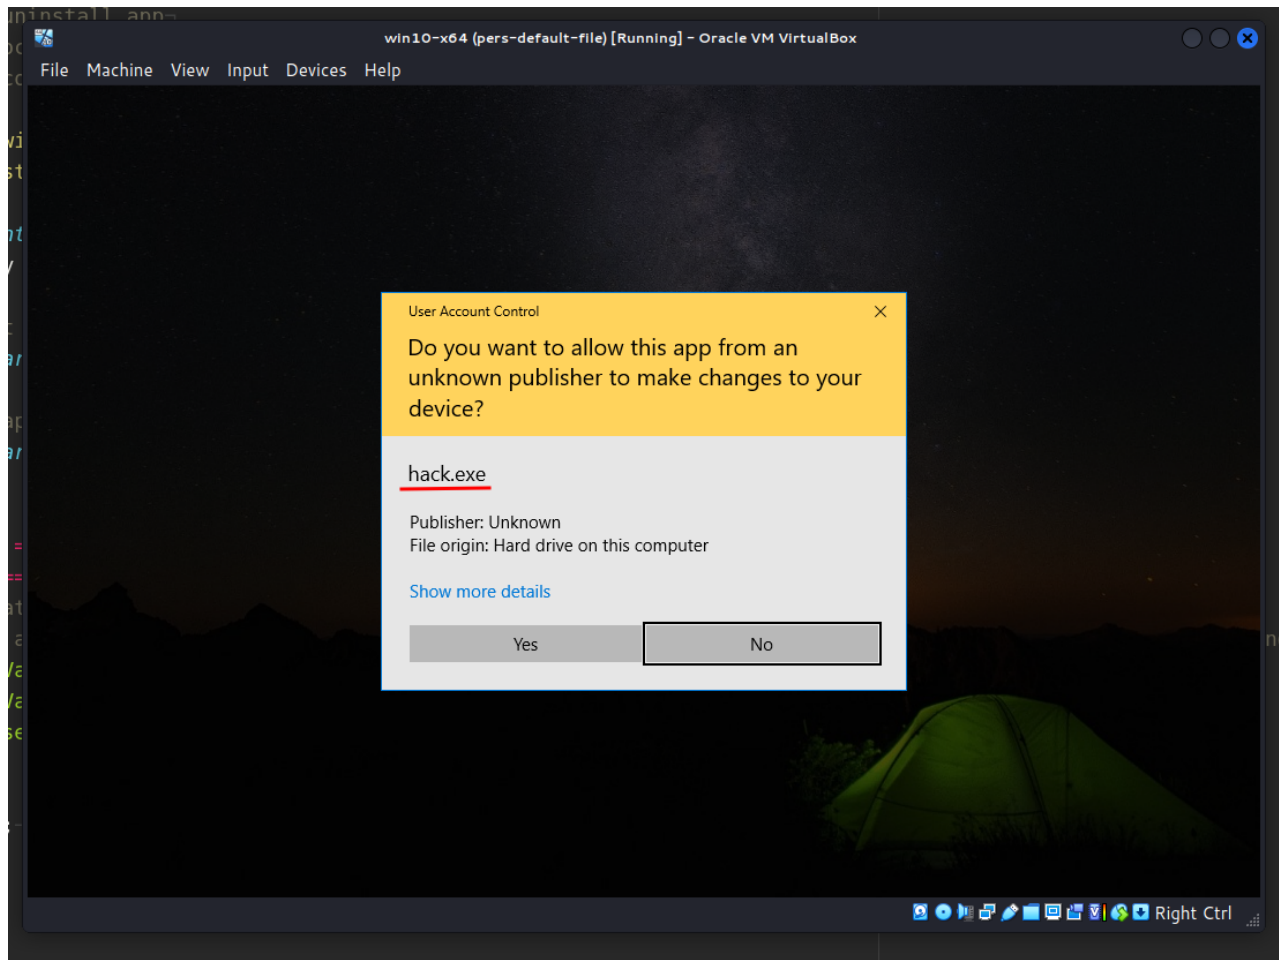 uninstall app
win10-x64 (pers-default-file) [Running] - Oracle VM VirtualBox
File Machine View Input Devices Help
User Account Control
Do you want to allow this app from an
unknown publisher to make changes to your
device?
hack.exe
Publisher: Unknown
File origin: Hard drive on this computer
Show more details
Yes No
Right Ctrl